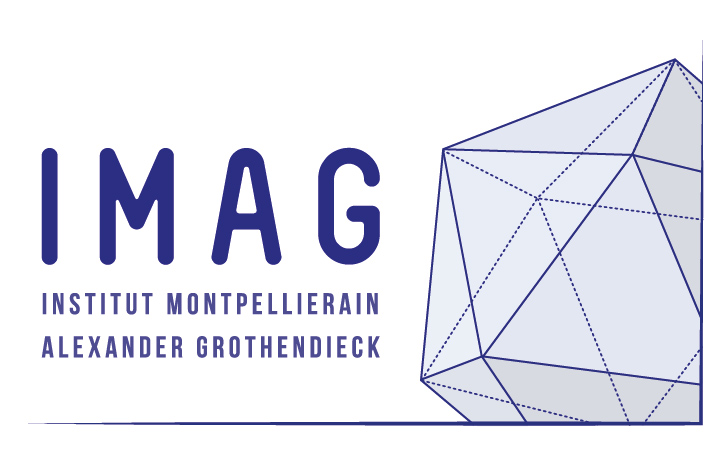 IMAG
INSTITUT MONTPELLIERAIN
ALEXANDER GROTHENDIECK